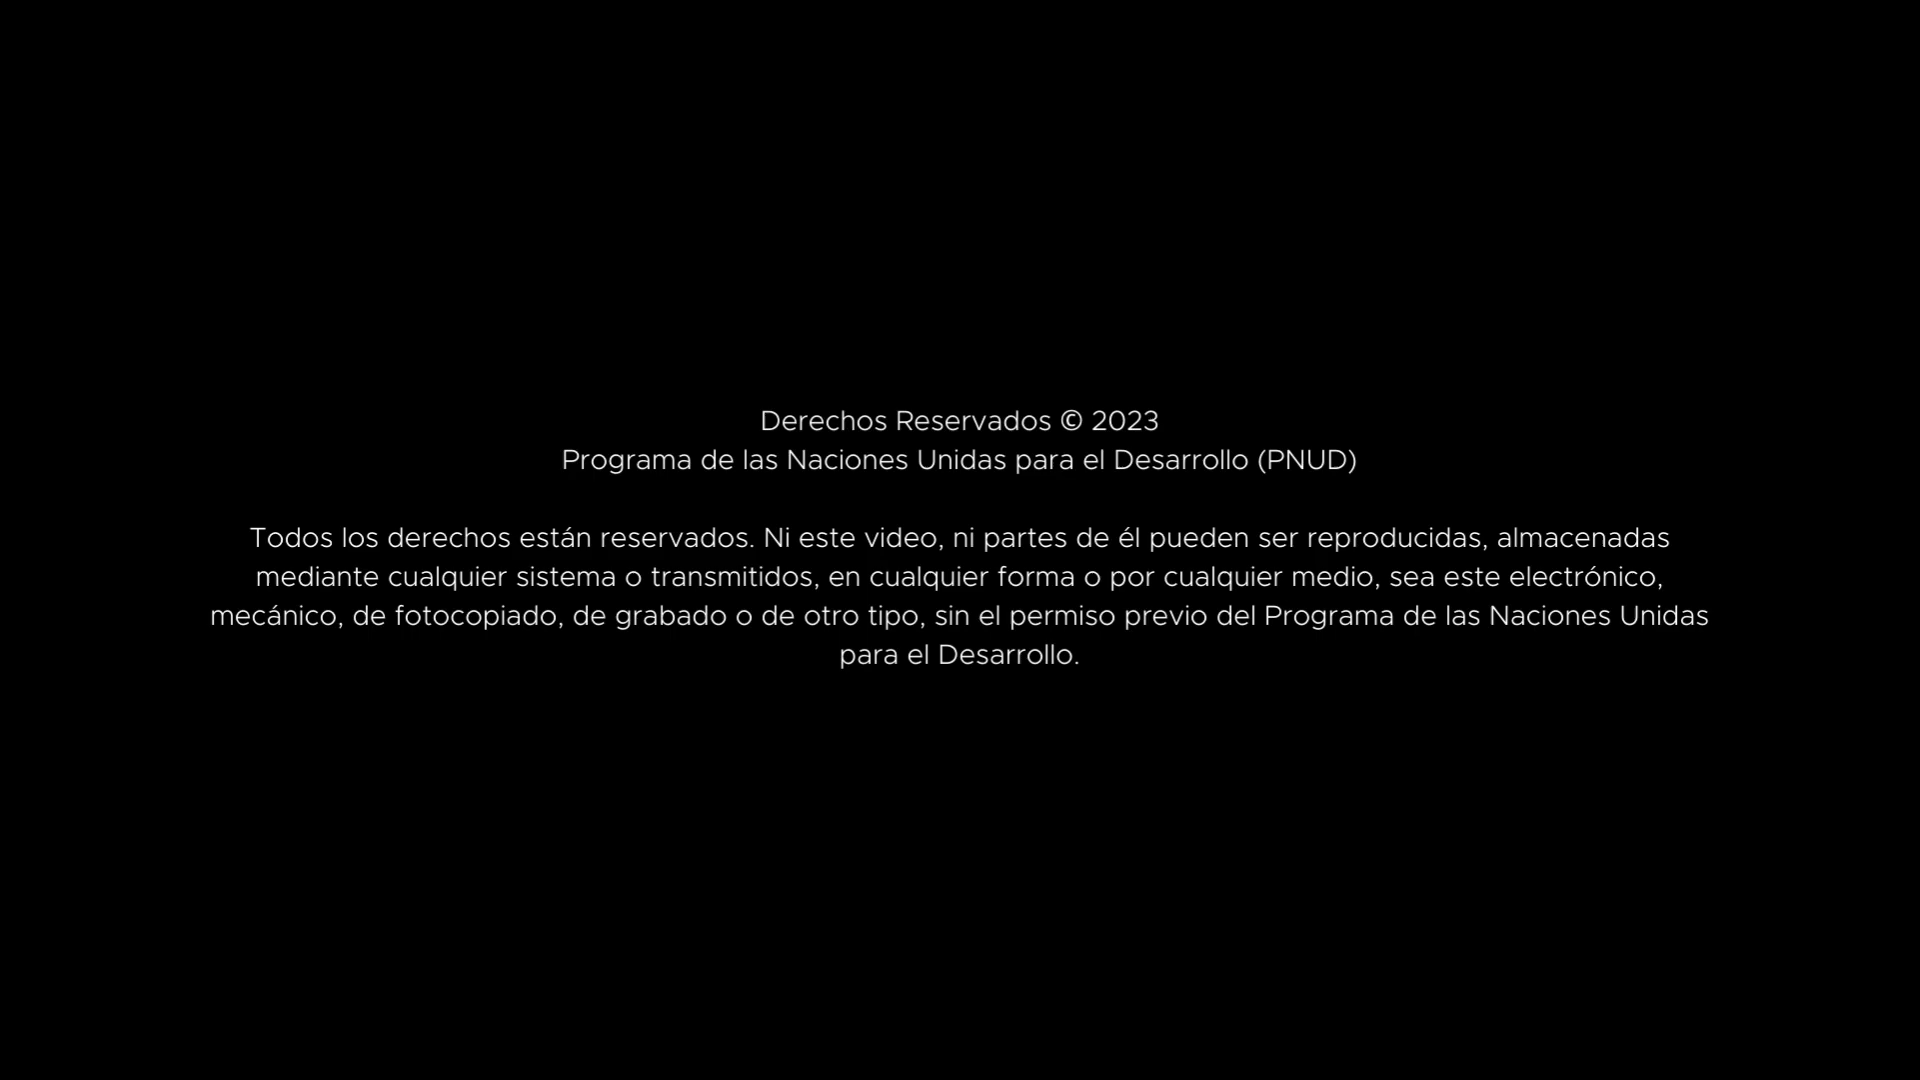 Derechos Reservados © 2023
Programa de las Naciones Unidas para el Desarrollo (PNUD)
Todos los derechos están reservados. Ni este video, ni partes de él pueden ser reproducidas, almacenadas
mediante cualquier sistema o transmitidos, en cualquier forma o por cualquier medio, sea este electrónico,
mecánico, de fotocopiado, de grabado o de otro tipo, sin el permiso previo del Programa de las Naciones Unidas
para el Desarrollo.